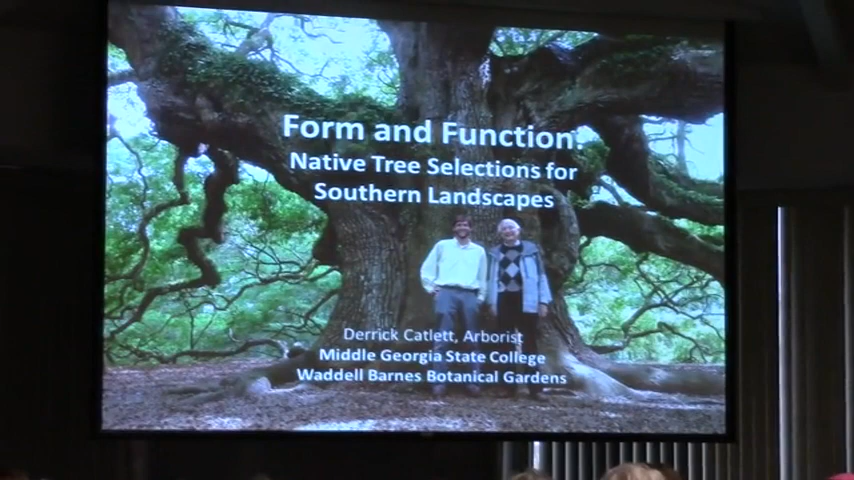 Form and Function:
Native Tree Selections for
Southern Landscapes
Derrick Catlett, Arborist
Middle Georgia State College
Waddell Barnes Botanical Gardens